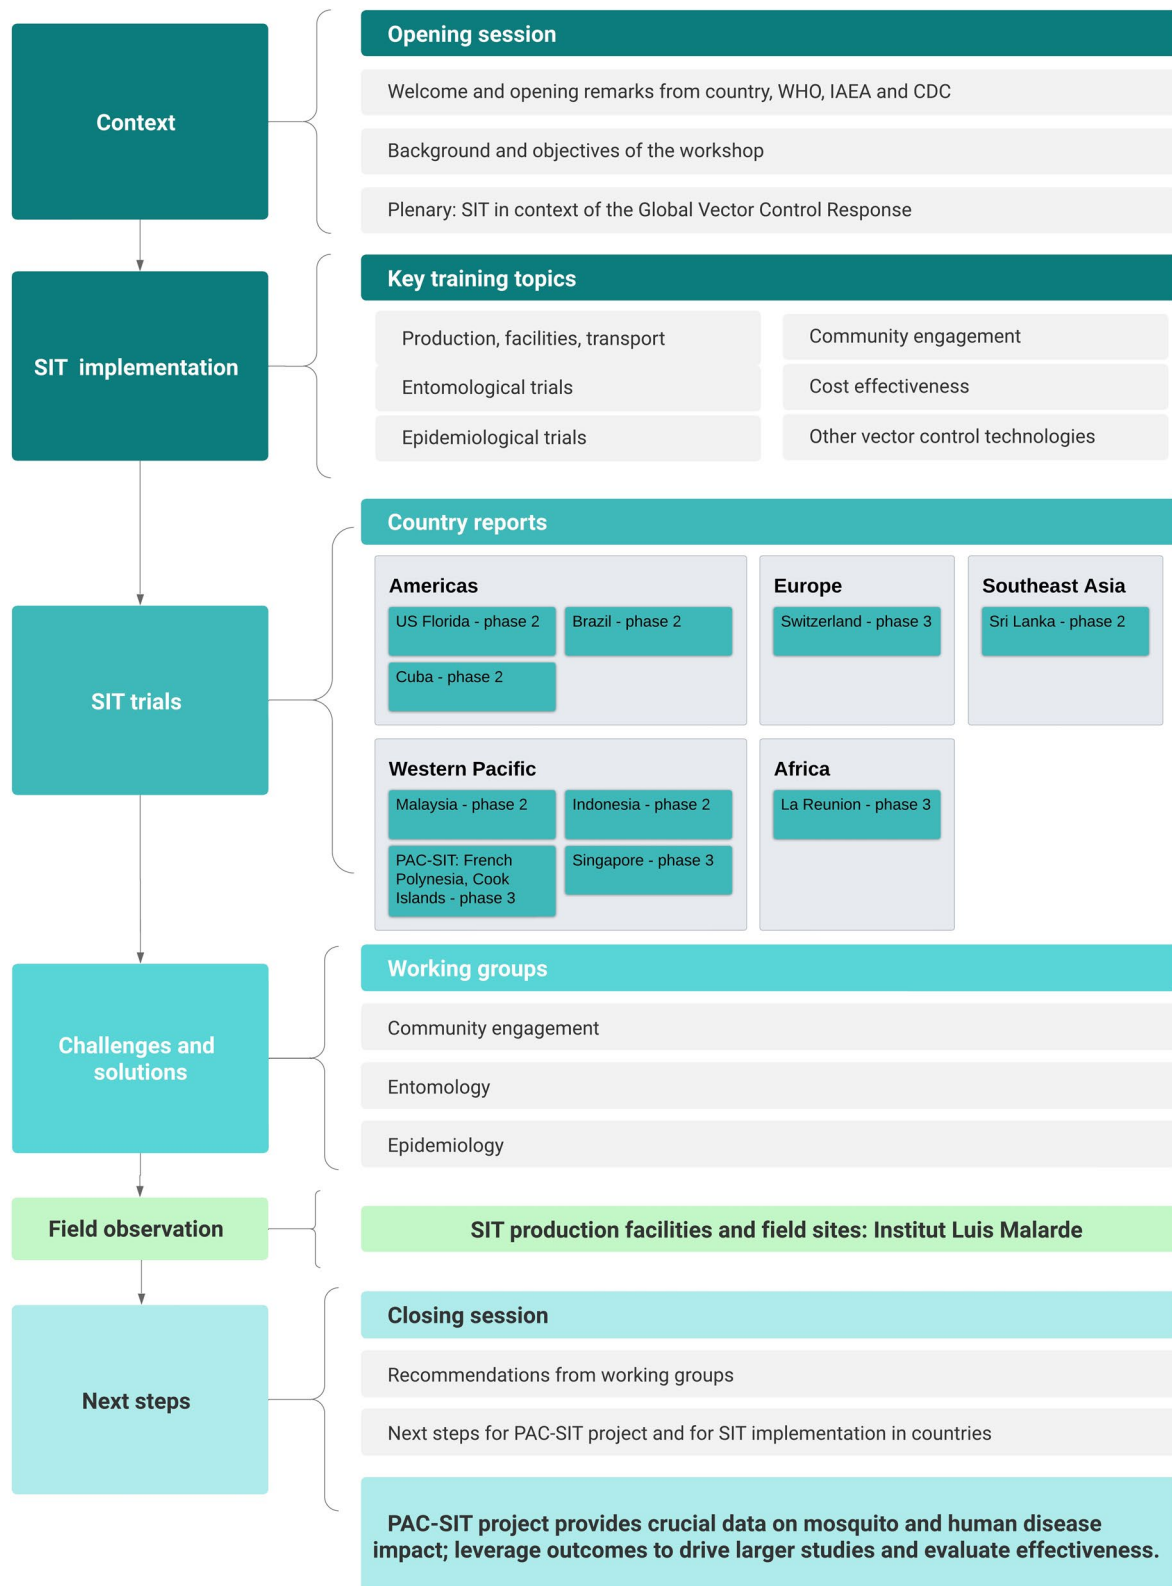 Context
Opening session
Welcome and opening remarks from country, WHO, IAEA and CDC
Background and objectives of the workshop
Plenary: SIT in context of the Global Vector Control Response
SIT implementation
Key training topics
Production, facilities, transport
Entomological trials
Epidemiological trials
Community engagement
Cost effectiveness
Other vector control technologies
SIT trials
Country reports
Americas
US Florida - phase 2
Brazil - phase 2
Cuba - phase 2
Europe
Switzerland - phase 3
Southeast Asia
Sri Lanka - phase 2
Western Pacific
Malaysia - phase 2
Indonesia - phase 2
PAC-SIT: French
Polynesia, Cook
Islands - phase 3
Singapore - phase 3
Africa
La Reunion - phase 3
Challenges and
solutions
Working groups
Community engagement
Entomology
Epidemiology
Field observation
SIT production facilities and field sites: Institut Luis Malarde
Next steps
Closing session
Recommendations from working groups
Next steps for PAC-SIT project and for SIT implementation in countries
PAC-SIT project provides crucial data on mosquito and human disease
impact; leverage outcomes to drive larger studies and evaluate effectiveness.